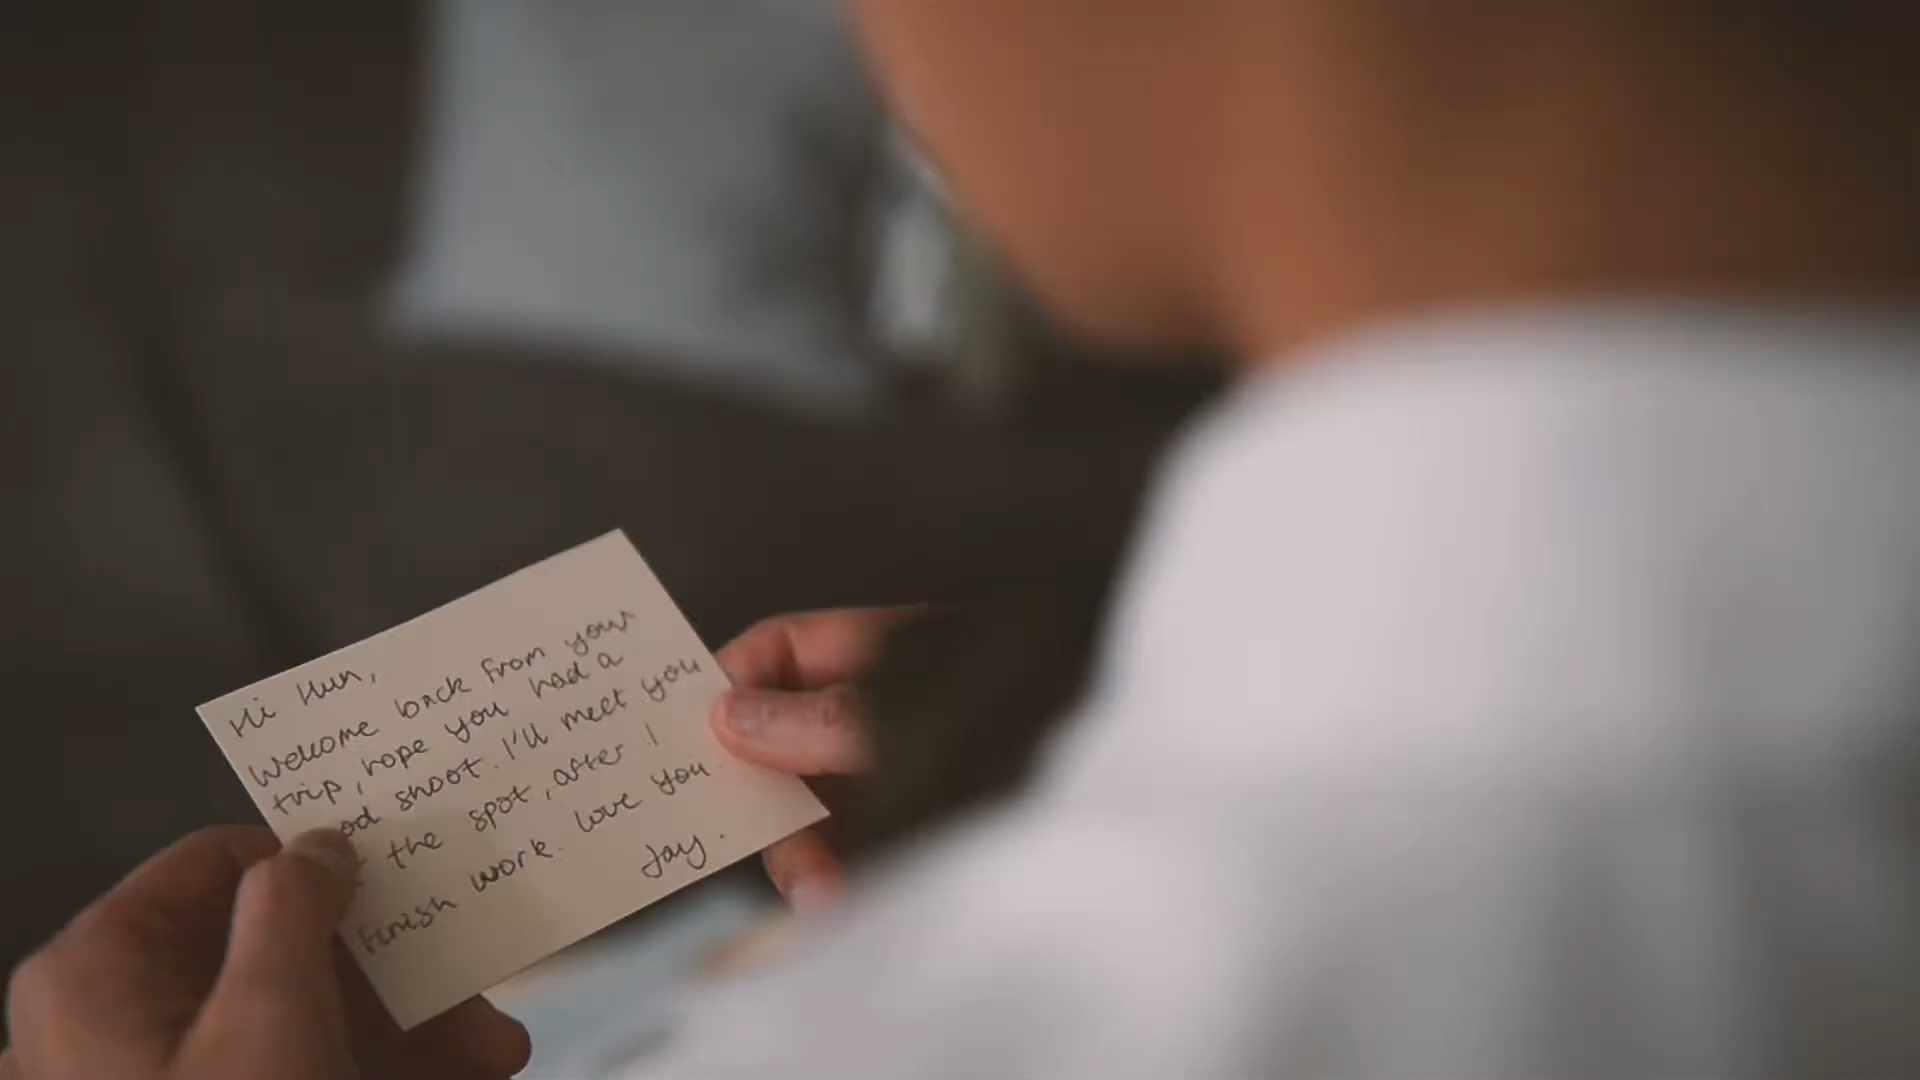 Hi Hun,
Welcome back from your
trip, hope you had a
od shoot. I'll meet you
the spot, after I
finish work. Love you.
Jay.